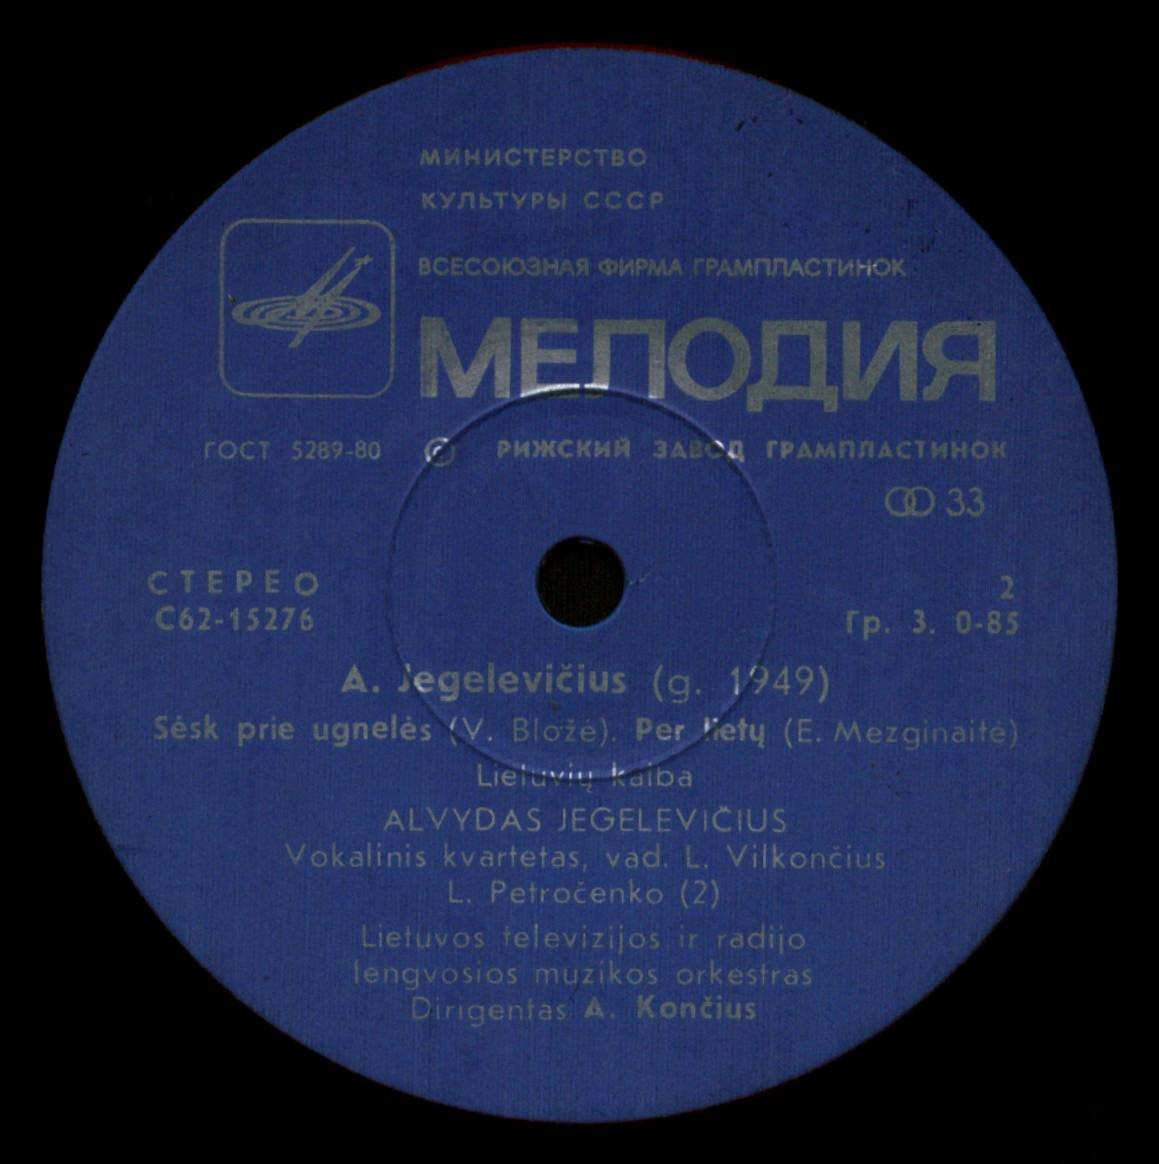 МИНИСТЕРСТВО
КУЛЬТУРЫ СССР
ВСЕСОЮЗНАЯ ФИРМА ГРАМПЛАСТИНОК
МЕЛОДИЯ
ГОСТ 5289-80 © РИЖСКИЙ ЗАВОД ГРАМПЛАСТИНОК
33
СТЕРЕО 2
С62-15276 Гр. 3. 0-85
A. Jegelevičius (g. 1949)
Sėsk prie ugnelės (V. Bložė). Per lietų (E. Mezginaitė)
Lietuvių kalba
ALVYDAS JEGELEVIČIUS
Vokalinis kvartetas, vad. L. Vilkončius
L. Petročenko (2)
Lietuvos televizijos ir radijo
lengvosios muzikos orkestras
Dirigentas A. Končius